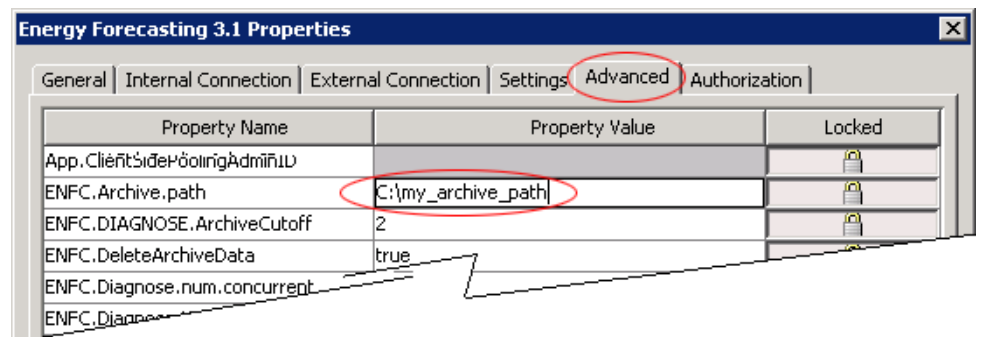 Energy Forecasting 3.1 Properties
General Internal Connection External Connection Settings Advanced Authorization
Property Name Property Value Locked
App.ClientSidePoolingAdminID
ENFC.Archive.path C:\my_archive_path
ENFC.DIAGNOSE.ArchiveCutoff 2
ENFC.DeleteArchiveData true
ENFC.Diagnose.num.concurrent